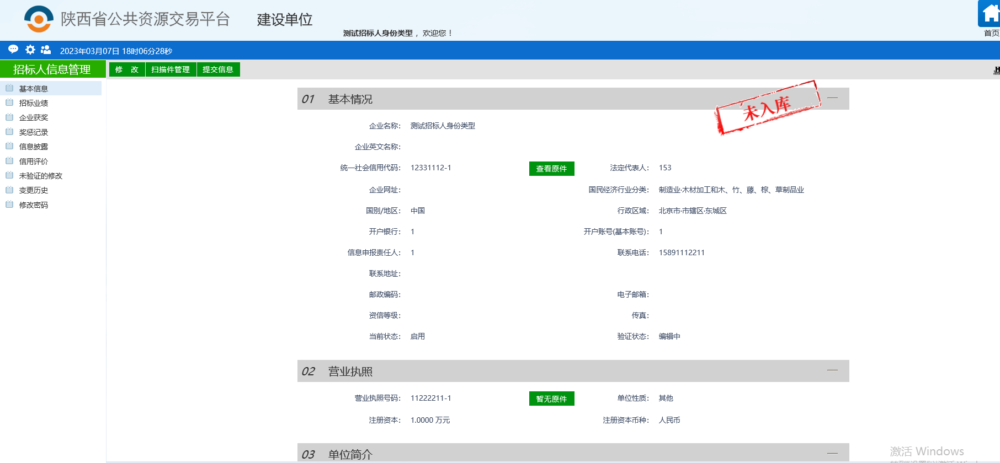 陕西省公共资源交易平台 建设单位
测试招标人身份类型 ，欢迎您！
首页
2023年03月07日 18时06分28秒
招标人信息管理
修 改 扫描件管理 提交信息
基本信息
招标业绩
企业获奖
奖惩记录
信息披露
信用评价
未验证的修改
变更历史
修改密码
01 基本情况
未入库
企业名称： 测试招标人身份类型
企业英文名称：
统一社会信用代码： 12331112-1 查看原件 法定代表人： 153
企业网址： 国民经济行业分类： 制造业·木材加工和木、竹、藤、棕、草制品业
国别/地区： 中国 行政区域： 北京市·市辖区·东城区
开户银行： 1 开户账号(基本账号)： 1
信息申报责任人： 1 联系电话： 15891112211
联系地址：
邮政编码： 电子邮箱：
资信等级： 传真：
当前状态： 启用 验证状态： 编辑中
02 营业执照
营业执照号码： 11222211-1 暂无原件 单位性质： 其他
注册资本： 1.0000 万元 注册资本币种： 人民币
03 单位简介
激活 Windows